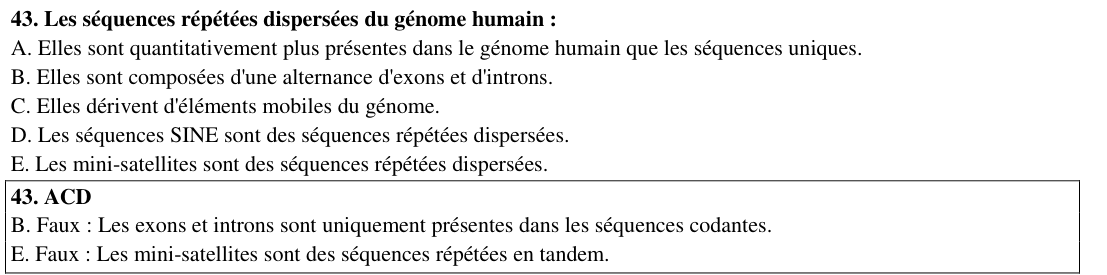 43. Les séquences répétées dispersées du génome humain :
A. Elles sont quantitativement plus présentes dans le génome humain que les séquences uniques.
B. Elles sont composées d'une alternance d'exons et d'introns.
C. Elles dérivent d'éléments mobiles du génome.
D. Les séquences SINE sont des séquences répétées dispersées.
E. Les mini-satellites sont des séquences répétées dispersées.
43. ACD
B. Faux : Les exons et introns sont uniquement présentes dans les séquences codantes.
E. Faux : Les mini-satellites sont des séquences répétées en tandem.